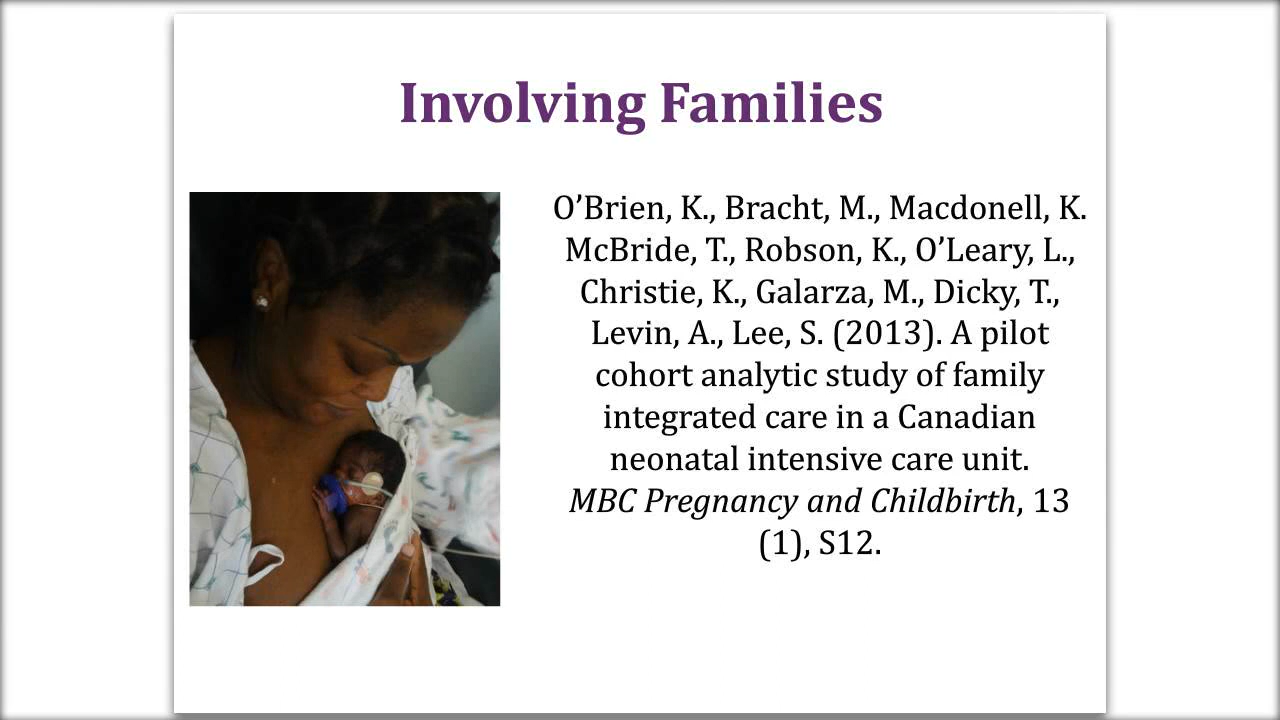 Involving Families
O’Brien, K., Bracht, M., Macdonell, K.
McBride, T., Robson, K., O’Leary, L.,
Christie, K., Galarza, M., Dicky, T.,
Levin, A., Lee, S. (2013). A pilot
cohort analytic study of family
integrated care in a Canadian
neonatal intensive care unit.
MBC Pregnancy and Childbirth, 13
(1), S12.